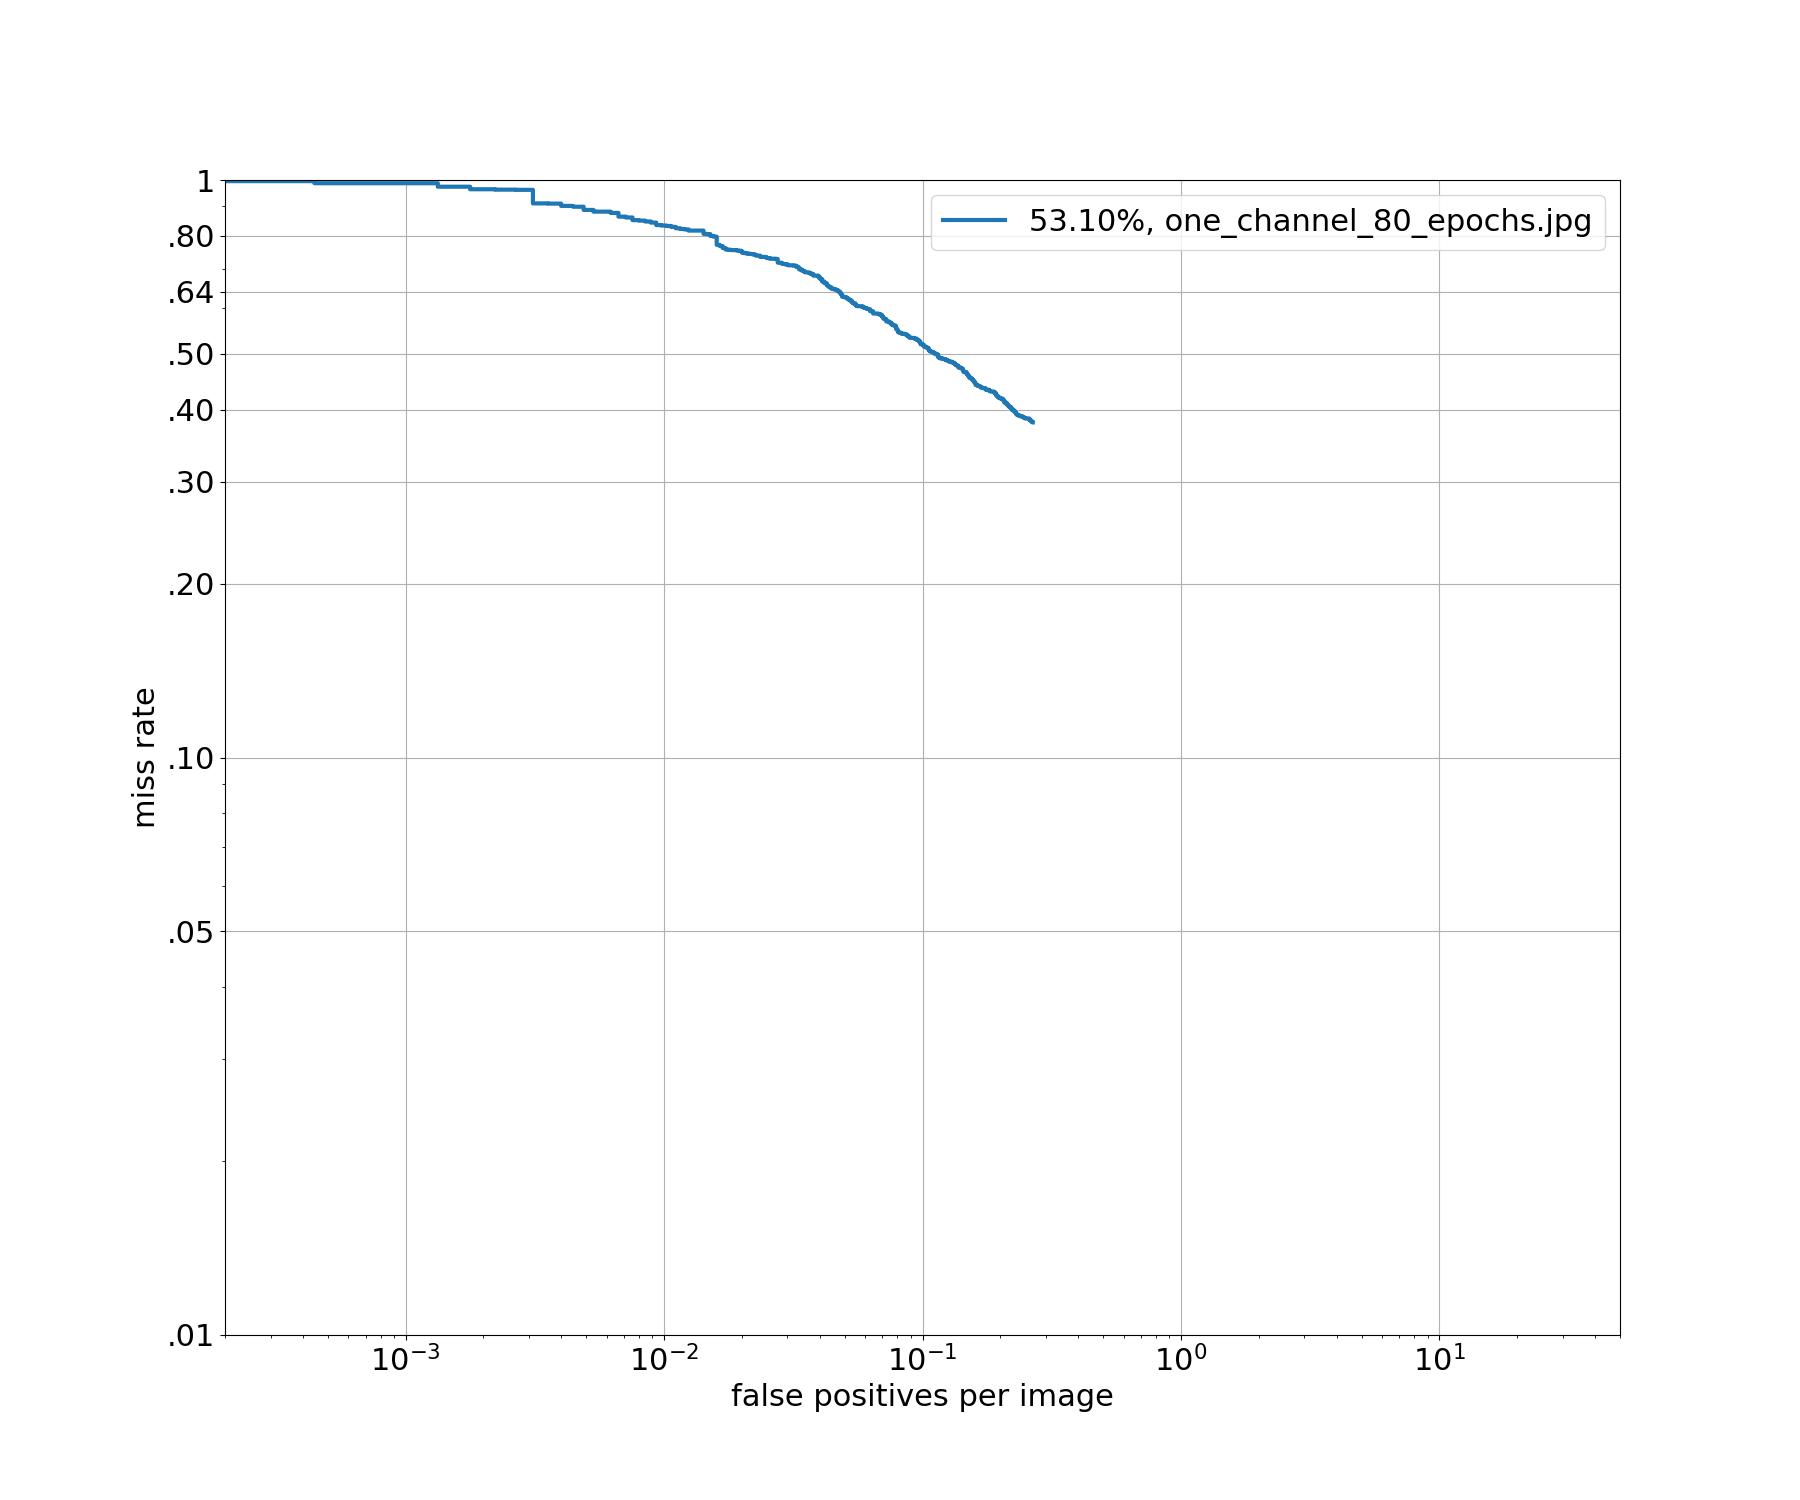 53.10%, one_channel_80_epochs.jpg
1
.80
.64
.50
.40
.30
.20
.10
.05
.01
miss rate
10⁻³ 10⁻² 10⁻¹ 10⁰ 10¹
false positives per image